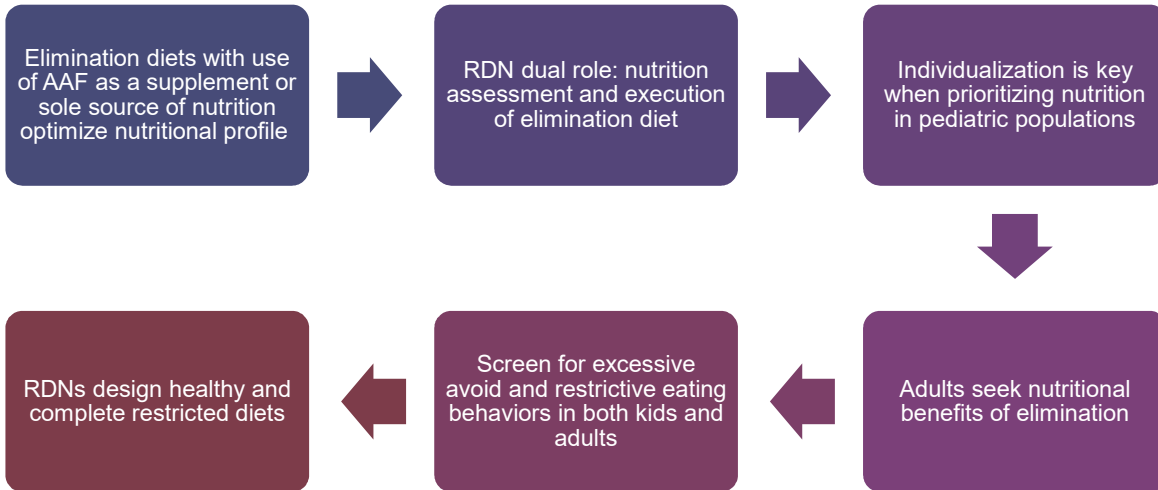 Elimination diets with use
of AAF as a supplement or
sole source of nutrition
optimize nutritional profile
RDN dual role: nutrition
assessment and execution
of elimination diet
Individualization is key
when prioritizing nutrition
in pediatric populations
Adults seek nutritional
benefits of elimination
Screen for excessive
avoid and restrictive eating
behaviors in both kids and
adults
RDNs design healthy and
complete restricted diets